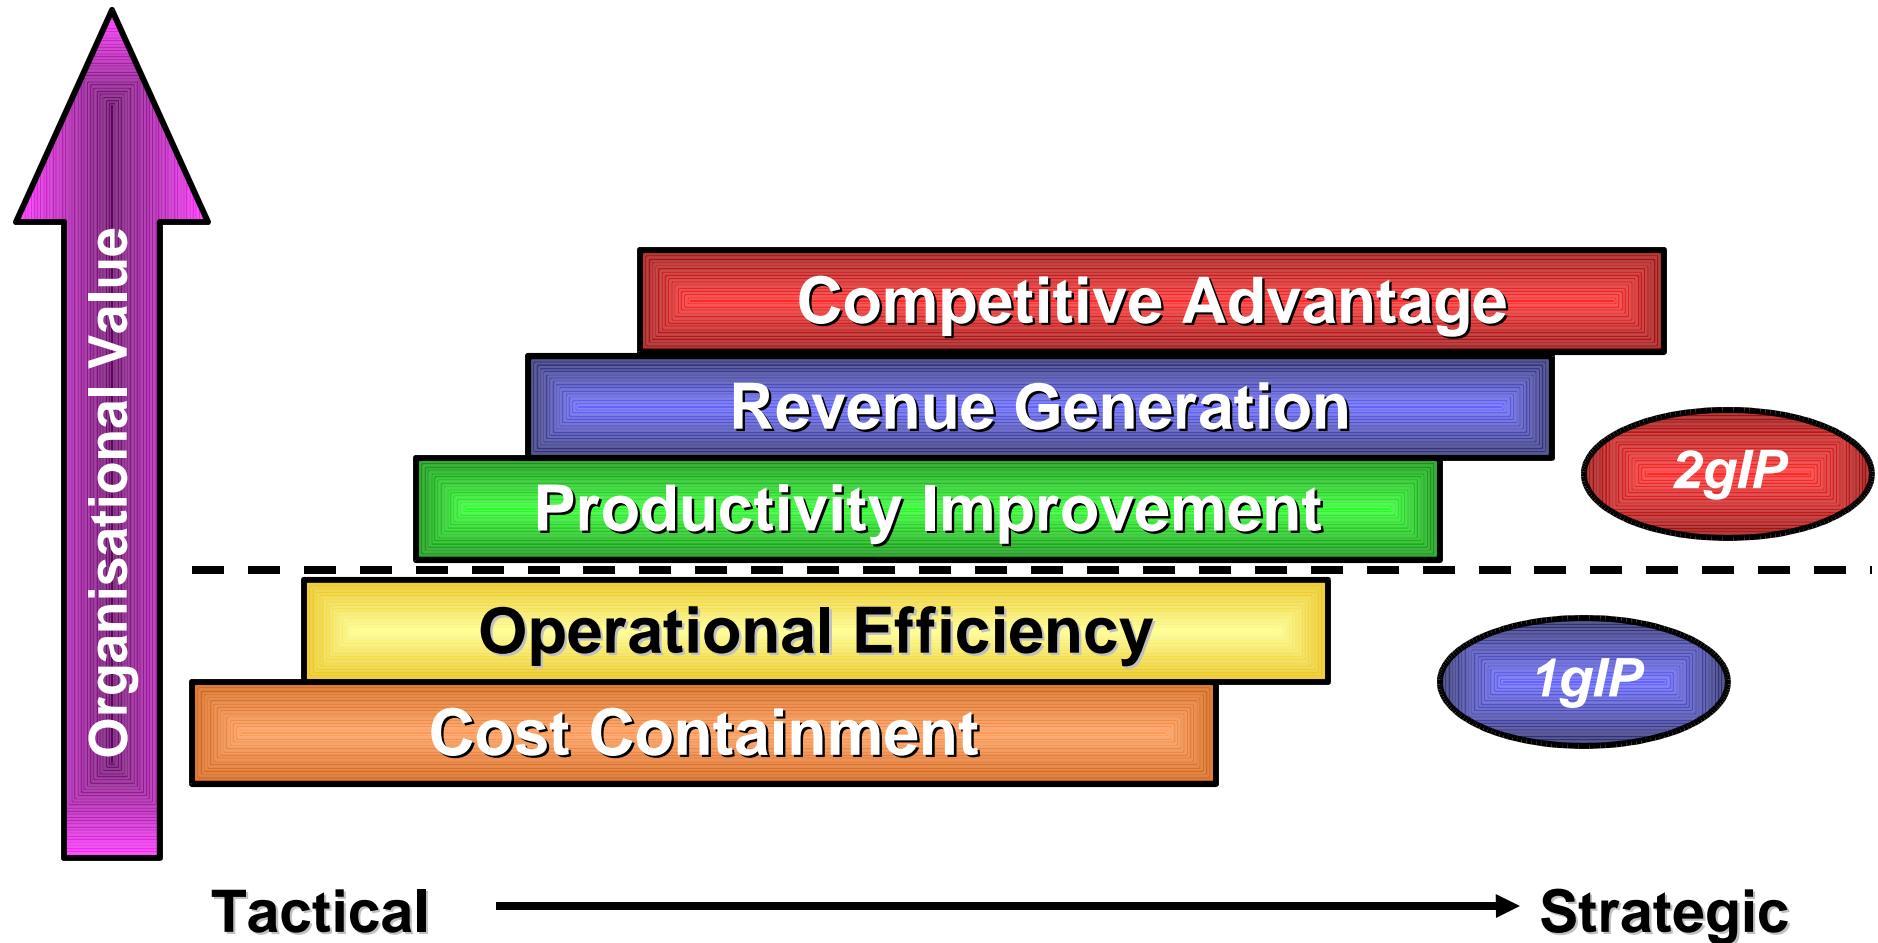 Organisational Value
Competitive Advantage
Revenue Generation
Productivity Improvement
2gIP
Operational Efficiency
1gIP
Cost Containment
Tactical
Strategic